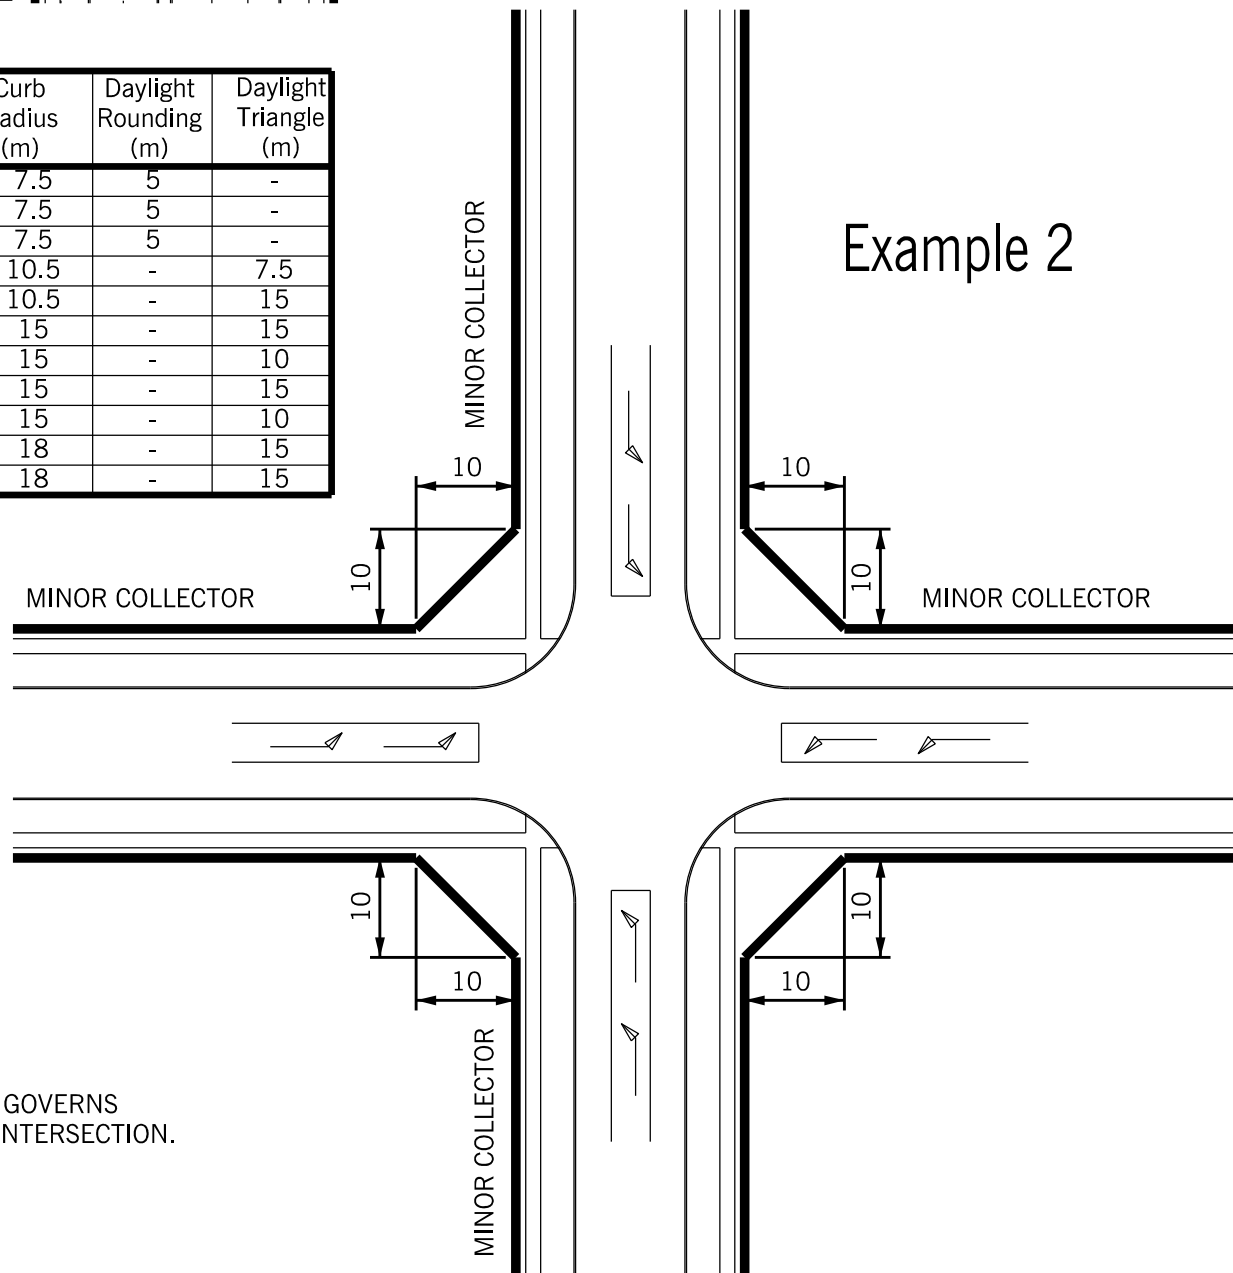 Curb Daylight Daylight
adius Rounding Triangle
(m) (m) (m)
7.5 5 -
7.5 5 -
7.5 5 -
10.5 - 7.5
10.5 - 15
15 - 15
15 - 10
15 - 15
15 - 10
18 - 15
18 - 15
Example 2
MINOR COLLECTOR
10
10
10
10
MINOR COLLECTOR
MINOR COLLECTOR
10
10
10
10
MINOR COLLECTOR
GOVERNS
NTERSECTION.